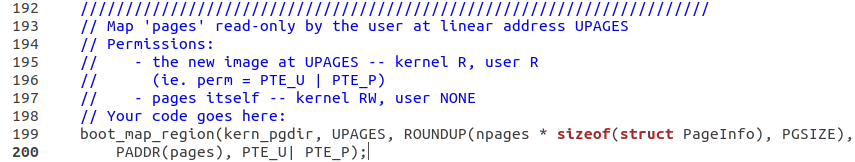 192 //////////////////////////////////////////////////////////////////////
193 // Map 'pages' read-only by the user at linear address UPAGES
194 // Permissions:
195 //    - the new image at UPAGES -- kernel R, user R
196 //      (ie. perm = PTE_U | PTE_P)
197 //    - pages itself -- kernel RW, user NONE
198 // Your code goes here:
199 boot_map_region(kern_pgdir, UPAGES, ROUNDUP(npages * sizeof(struct PageInfo), PGSIZE),
200     PADDR(pages), PTE_U| PTE_P);